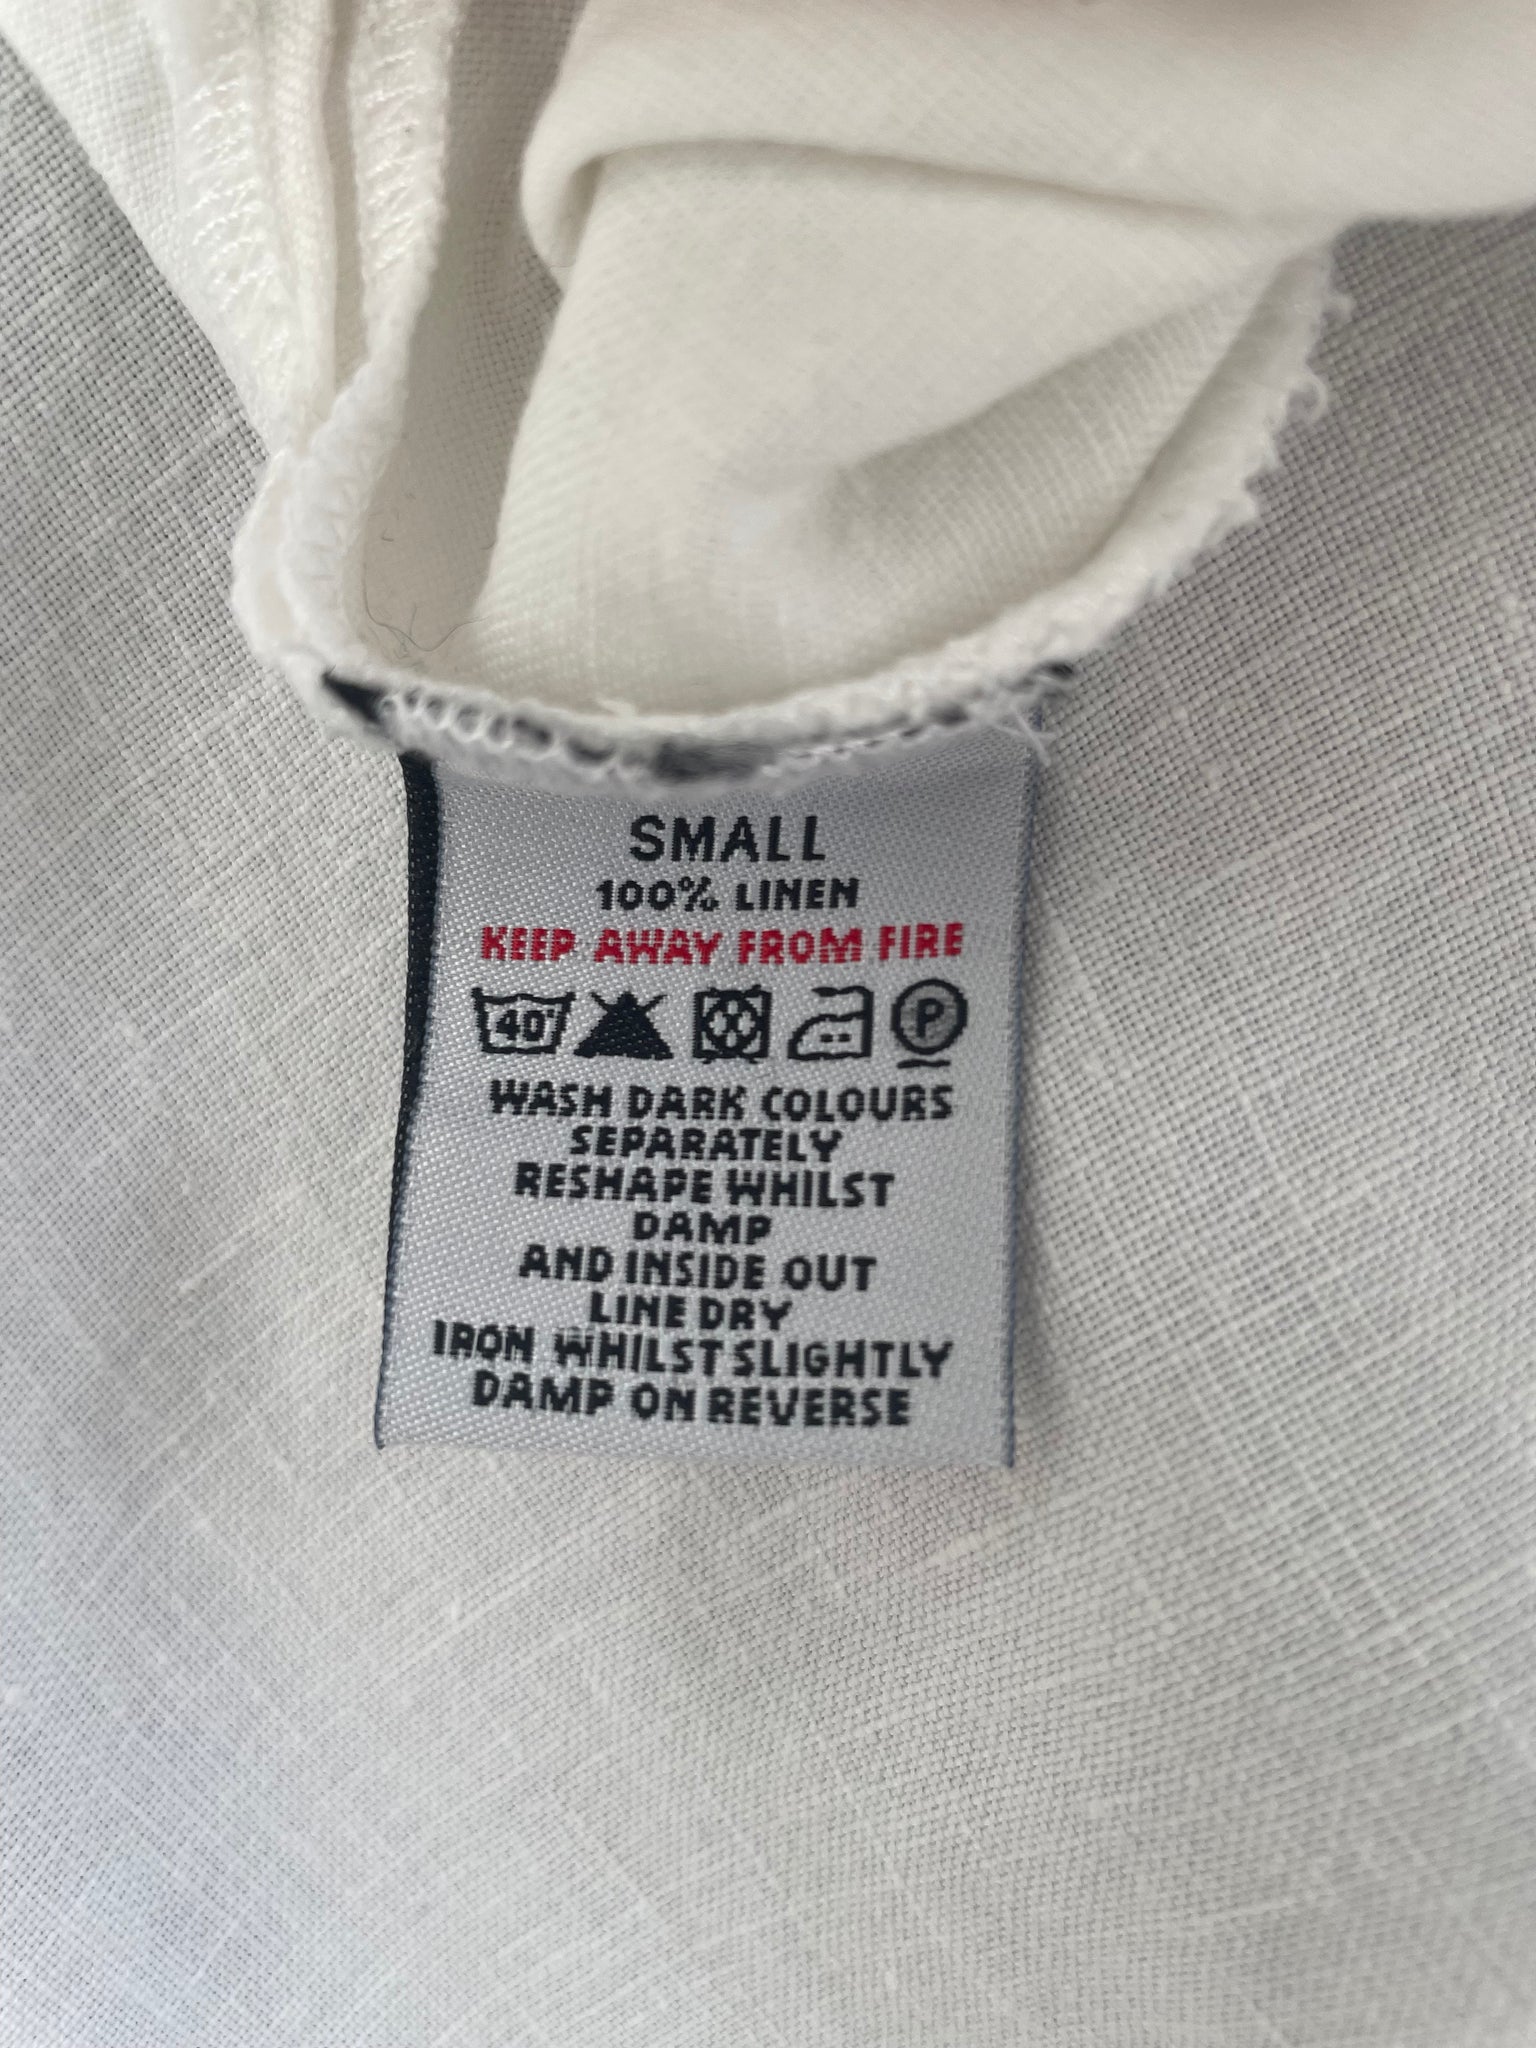 SMALL
100% LINEN
KEEP AWAY FROM FIRE
40° P
WASH DARK COLOURS
SEPARATELY
RESHAPE WHILST
DAMP
AND INSIDE OUT
LINE DRY
IRON WHILST SLIGHTLY
DAMP ON REVERSE